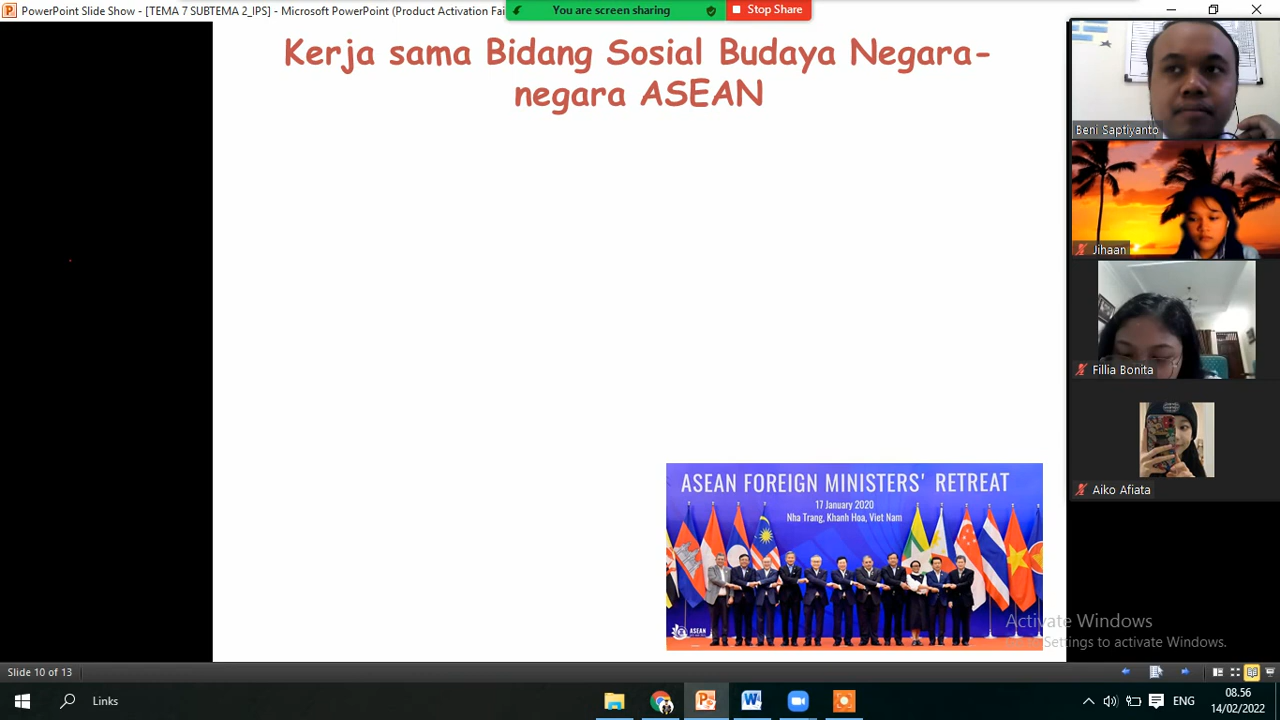 PowerPoint Slide Show - [TEMA 7 SUBTEMA 2_IPS] - Microsoft PowerPoint (Product Activation Fai
You are screen sharing
Stop Share
Kerja sama Bidang Sosial Budaya Negara-
negara ASEAN
Beni Saptiyanto
Jihaan
Fillia Bonita
Aiko Afiata
ASEAN FOREIGN MINISTERS' RETREAT
17 January 2020
Nha Trang, Khanh Hoa, Viet Nam
ASEAN
Activate Windows
Settings to activate Windows.
Slide 10 of 13
Links
ENG
08.56
14/02/2022